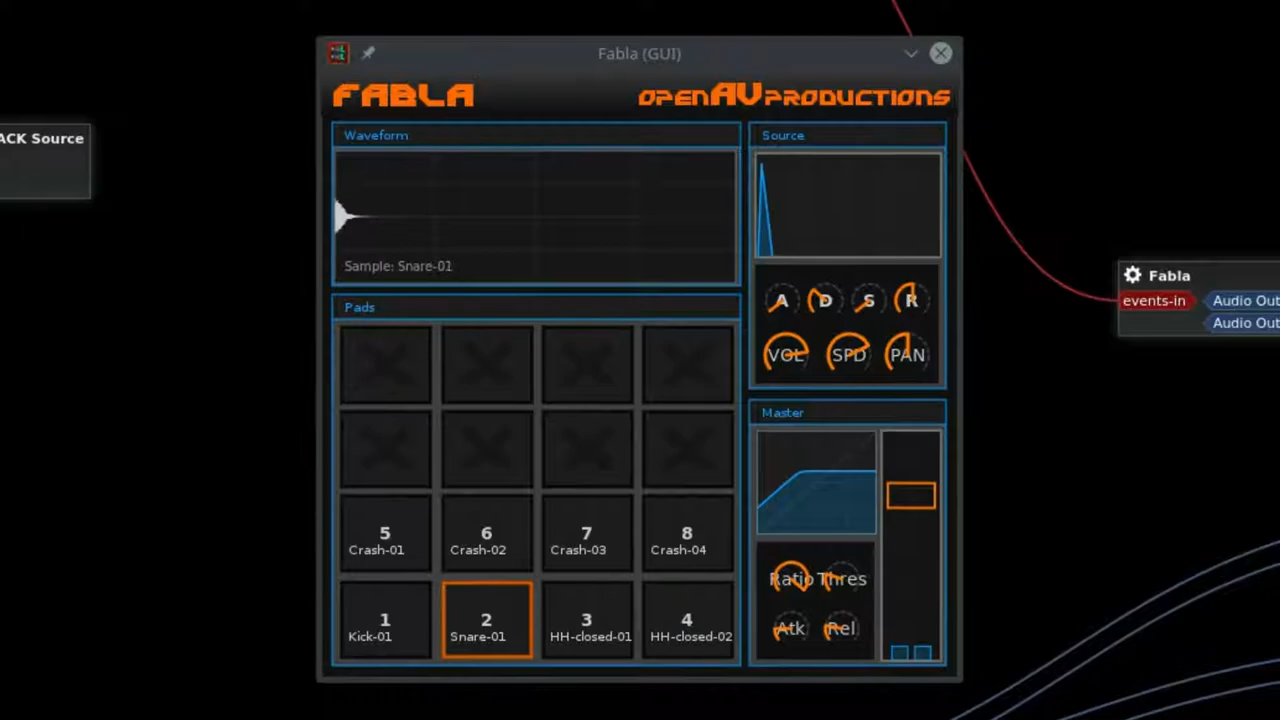 Fabla (GUI)
FABLA
OPENAVPRODUCTIONS
ACK Source
Waveform
Sample: Snare-01
Source
A D S R
VOL SPD PAN
Pads
5 6 7 8
Crash-01 Crash-02 Crash-03 Crash-04
1 2 3 4
Kick-01 Snare-01 HH-closed-01 HH-closed-02
Master
Ratio Thres
Atk Rel
Fabla
events-in Audio Out
Audio Out